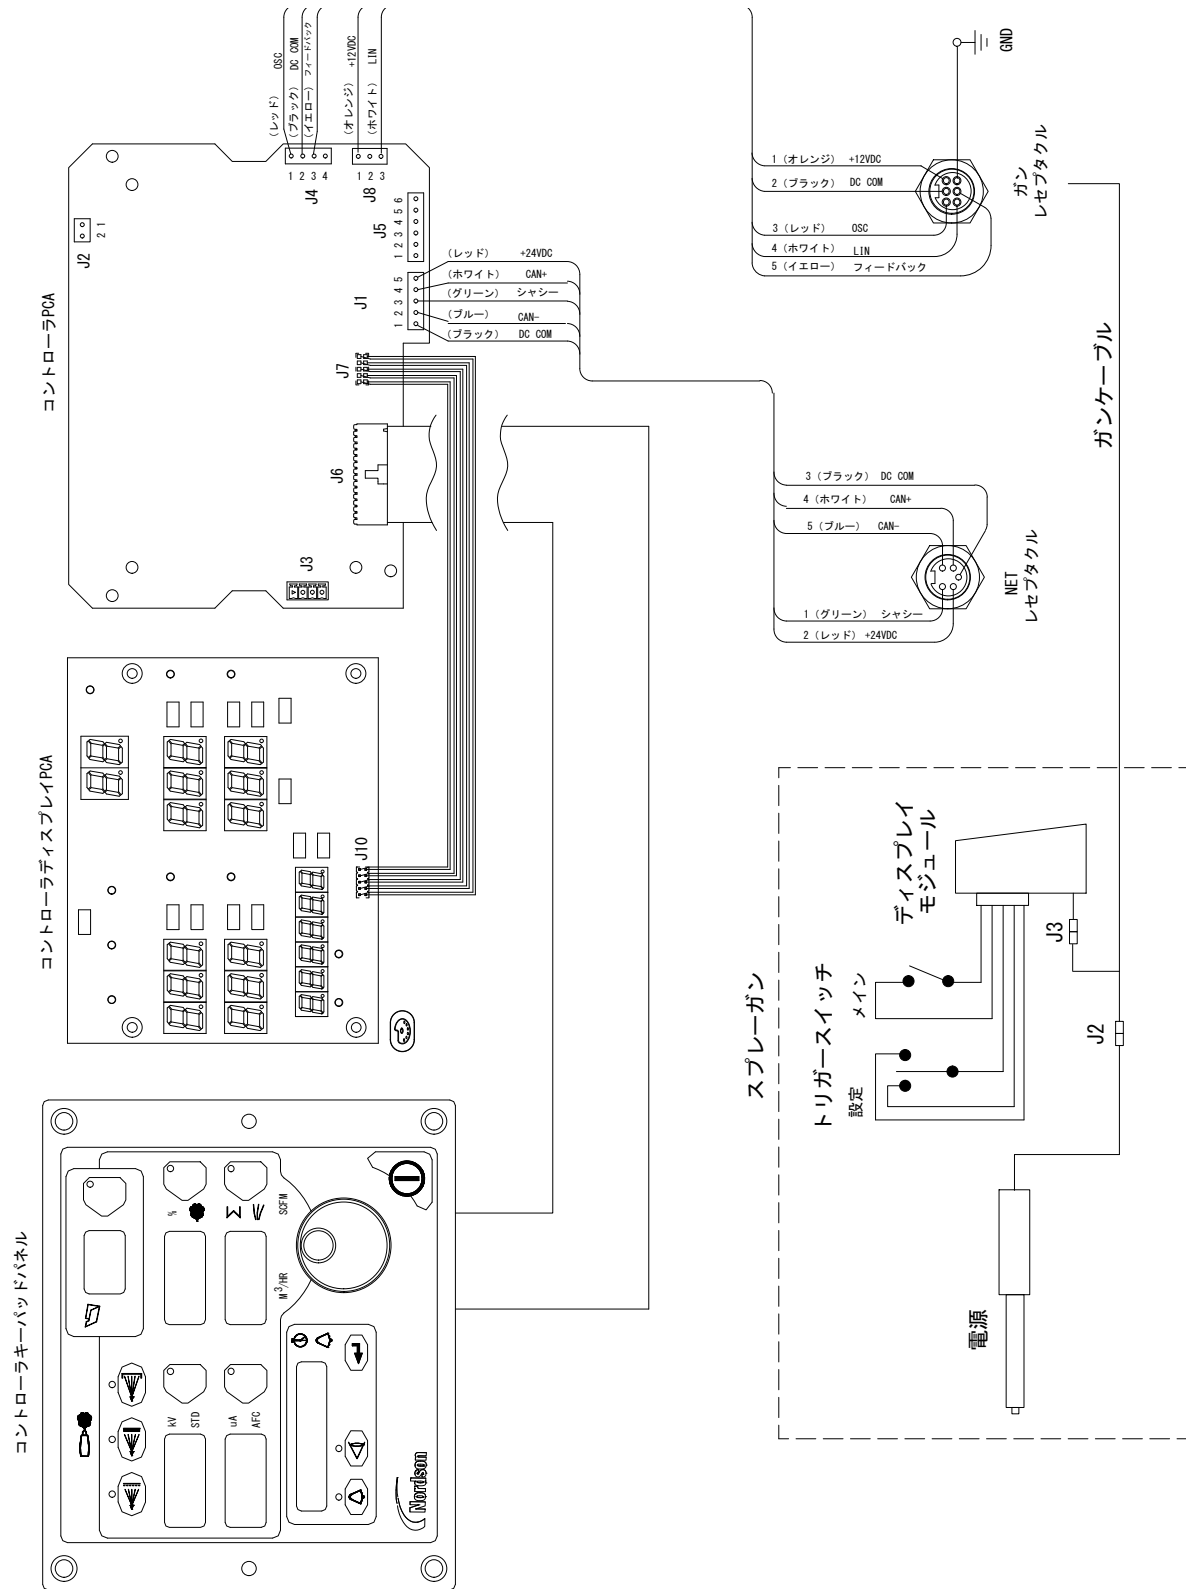 コントローラPCA
J2
2 1
(レッド) OSC
(ブラック) DC COM
(イエロー) フィードバック
1 2 3 4
J4
(オレンジ) +12VDC
(ホワイト) LIN
1 2 3
J8
J5
1 2 3 4 5 6
J1
1 2 3 4 5
(レッド) +24VDC
(ホワイト) CAN+
(グリーン) シャシー
(ブルー) CAN-
(ブラック) DC COM
J7
J6
J3
コントローラディスプレイPCA
J10
コントローラキーパッドパネル
%
SCFM
M³/HR
kV
STD
uA
AFC
Nordson
GND
1 (オレンジ) +12VDC
2 (ブラック) DC COM
3 (レッド) OSC
4 (ホワイト) LIN
5 (イエロー) フィードバック
ガン
レセプタクル
ガンケーブル
3 (ブラック) DC COM
4 (ホワイト) CAN+
5 (ブルー) CAN-
1 (グリーン) シャシー
2 (レッド) +24VDC
NET
レセプタクル
スプレーガン
ディスプレイ
モジュール
J3
トリガースイッチ
メイン
設定
J2
電源